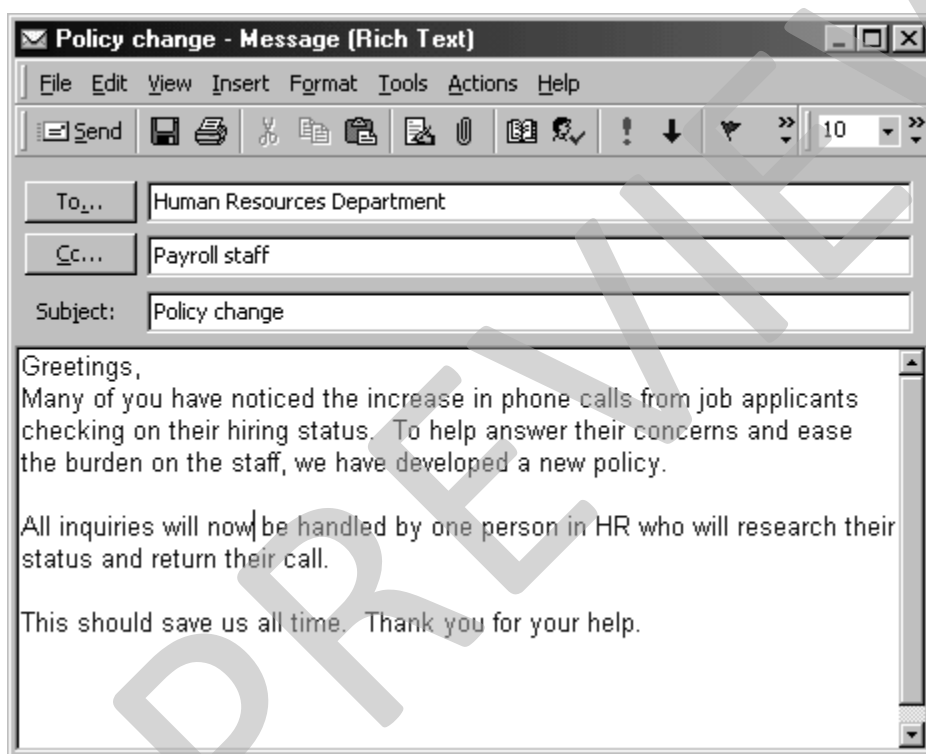 Policy change - Message (Rich Text)
File Edit View Insert Format Tools Actions Help
Send 10
To...
Human Resources Department
Cc...
Payroll staff
Subject:
Policy change
Greetings,
Many of you have noticed the increase in phone calls from job applicants
checking on their hiring status. To help answer their concerns and ease
the burden on the staff, we have developed a new policy.
All inquiries will now be handled by one person in HR who will research their
status and return their call.
This should save us all time. Thank you for your help.
PREVIEW